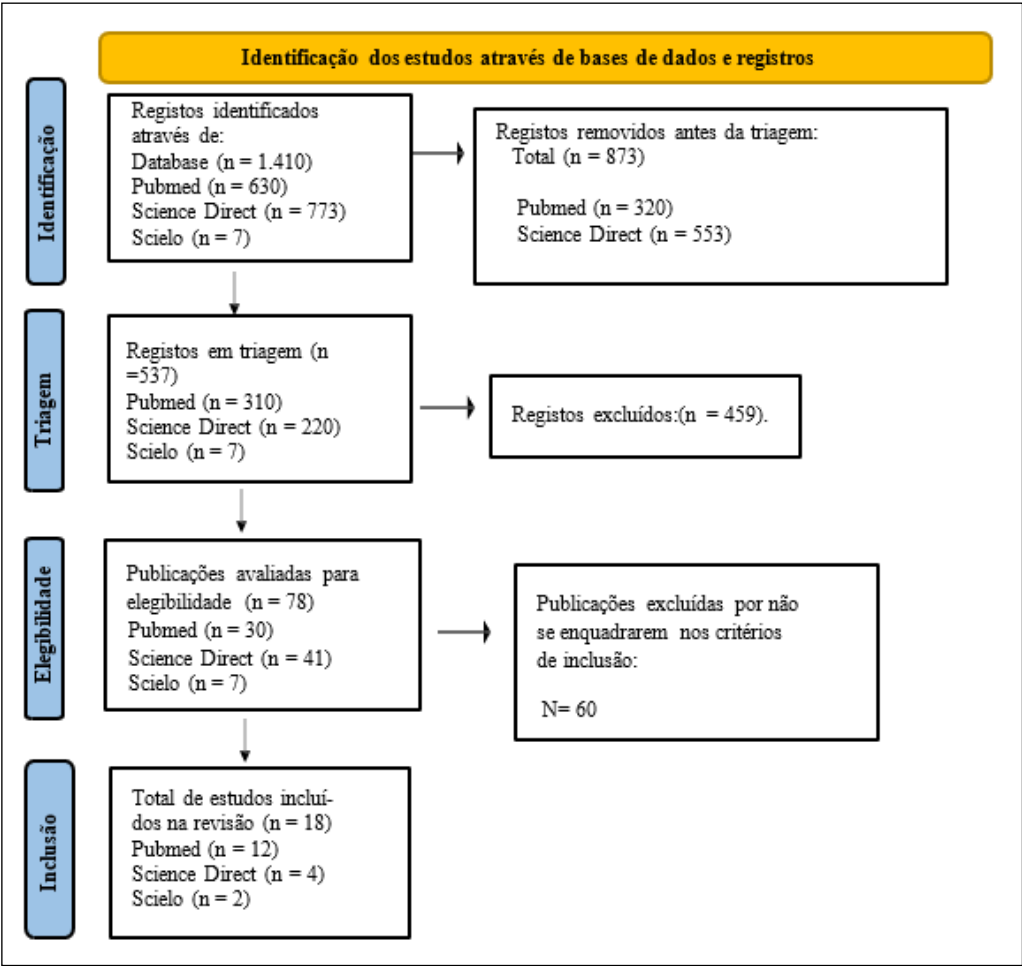 Identificação dos estudos através de bases de dados e registros
Identificação
Registos identificados
através de:
Database (n = 1.410)
Pubmed (n = 630)
Science Direct (n = 773)
Scielo (n = 7)
Registos removidos antes da triagem:
Total (n = 873)
Pubmed (n = 320)
Science Direct (n = 553)
Triagem
Registos em triagem (n
=537)
Pubmed (n = 310)
Science Direct (n = 220)
Scielo (n = 7)
Registos excluídos:(n = 459).
Elegibilidade
Publicações avaliadas para
elegibilidade (n = 78)
Pubmed (n = 30)
Science Direct (n = 41)
Scielo (n = 7)
Publicações excluídas por não
se enquadrarem nos critérios
de inclusão:
N= 60
Inclusão
Total de estudos incluí-
dos na revisão (n = 18)
Pubmed (n = 12)
Science Direct (n = 4)
Scielo (n = 2)